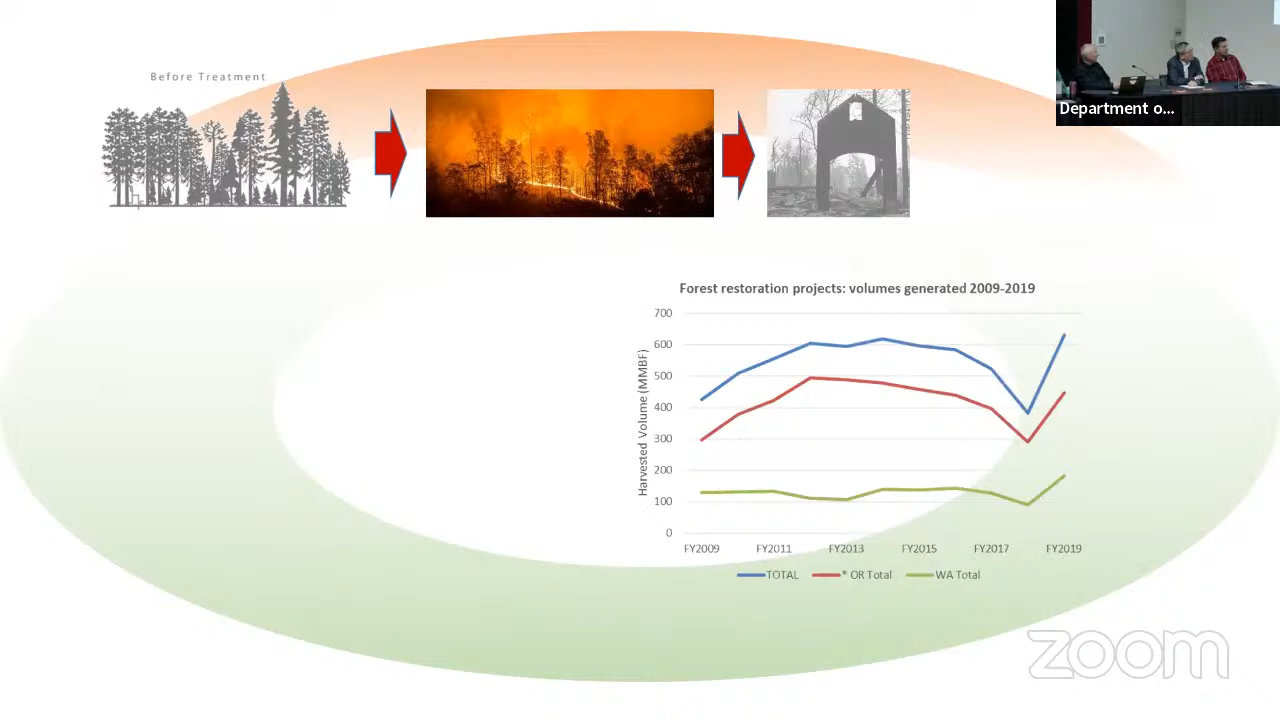 Before Treatment
Department o...
Forest restoration projects: volumes generated 2009-2019
Harvested Volume (MMBF)
700
600
500
400
300
200
100
0
FY2009 FY2011 FY2013 FY2015 FY2017 FY2019
TOTAL * OR Total WA Total
zoom